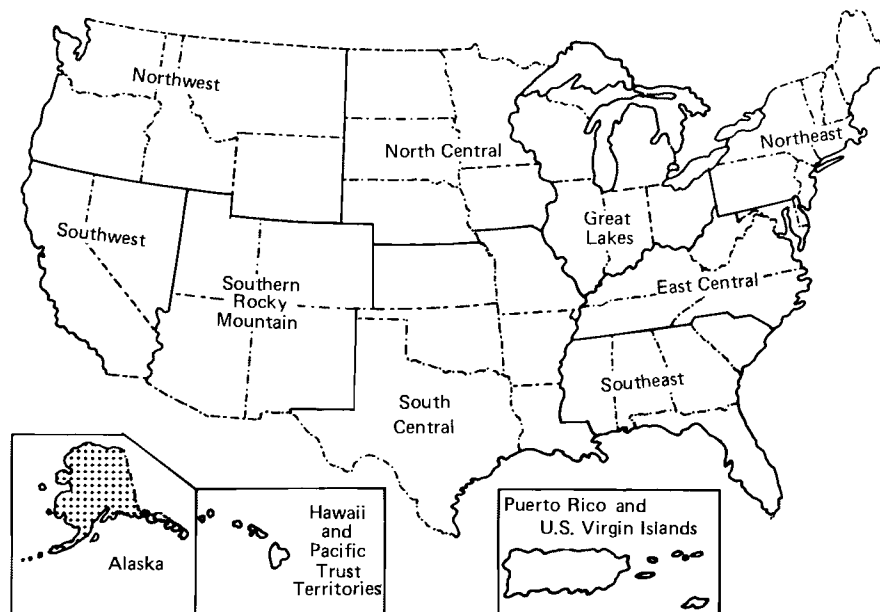 Northwest
North Central
Northeast
Great
Lakes
Southwest
Southern
Rocky
Mountain
East Central
Southeast
South
Central
Alaska
Hawaii
and
Pacific
Trust
Territories
Puerto Rico and
U.S. Virgin Islands